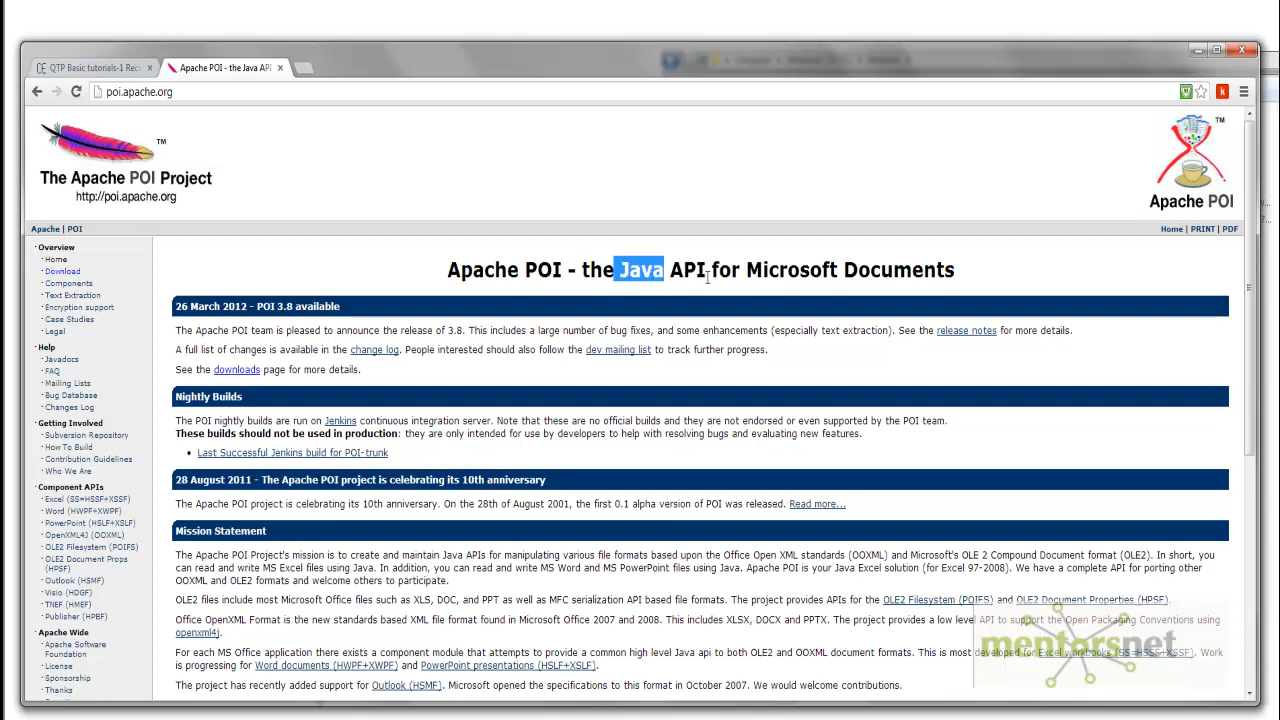 QTP Basic tutorials-1 Rec
Apache POI - the Java API
poi.apache.org
TM
The Apache POI Project
http://poi.apache.org
TM
Apache POI
Apache | POI
Home | PRINT | PDF
Overview
Home
Download
Components
Text Extraction
Encryption support
Case Studies
Legal
Help
Javadocs
FAQ
Mailing Lists
Bug Database
Changes Log
Getting Involved
Subversion Repository
How To Build
Contribution Guidelines
Who We Are
Component APIs
Excel (SS=HSSF+XSSF)
Word (HWPF+XWPF)
PowerPoint (HSLF+XSLF)
OpenXML4J (OOXML)
OLE2 Filesystem (POIFS)
OLE2 Document Props
(HPSF)
Outlook (HSMF)
Visio (HDGF)
TNEF (HMEF)
Publisher (HPBF)
Apache Wide
Apache Software
Foundation
License
Sponsorship
Thanks
Apache POI - the Java API for Microsoft Documents
26 March 2012 - POI 3.8 available
The Apache POI team is pleased to announce the release of 3.8. This includes a large number of bug fixes, and some enhancements (especially text extraction). See the release notes for more details.
A full list of changes is available in the change log. People interested should also follow the dev mailing list to track further progress.
See the downloads page for more details.
Nightly Builds
The POI nightly builds are run on Jenkins continuous integration server. Note that these are no official builds and they are not endorsed or even supported by the POI team.
These builds should not be used in production: they are only intended for use by developers to help with resolving bugs and evaluating new features.
Last Successful Jenkins build for POI-trunk
28 August 2011 - The Apache POI project is celebrating its 10th anniversary
The Apache POI project is celebrating its 10th anniversary. On the 28th of August 2001, the first 0.1 alpha version of POI was released. Read more...
Mission Statement
The Apache POI Project's mission is to create and maintain Java APIs for manipulating various file formats based upon the Office Open XML standards (OOXML) and Microsoft's OLE 2 Compound Document format (OLE2). In short, you
can read and write MS Excel files using Java. In addition, you can read and write MS Word and MS PowerPoint files using Java. Apache POI is your Java Excel solution (for Excel 97-2008). We have a complete API for porting other
OOXML and OLE2 formats and welcome others to participate.
OLE2 files include most Microsoft Office files such as XLS, DOC, and PPT as well as MFC serialization API based file formats. The project provides APIs for the OLE2 Filesystem (POIFS) and OLE2 Document Properties (HPSF).
Office OpenXML Format is the new standards based XML file format found in Microsoft Office 2007 and 2008. This includes XLSX, DOCX and PPTX. The project provides a low level API to support the Open Packaging Conventions using
openxml4j.
For each MS Office application there exists a component module that attempts to provide a common high level Java api to both OLE2 and OOXML document formats. This is most developed for Excel workbooks (SS=HSSF+XSSF). Work
is progressing for Word documents (HWPF+XWPF) and PowerPoint presentations (HSLF+XSLF).
The project has recently added support for Outlook (HSMF). Microsoft opened the specifications to this format in October 2007. We would welcome contributions.
mentorsnet